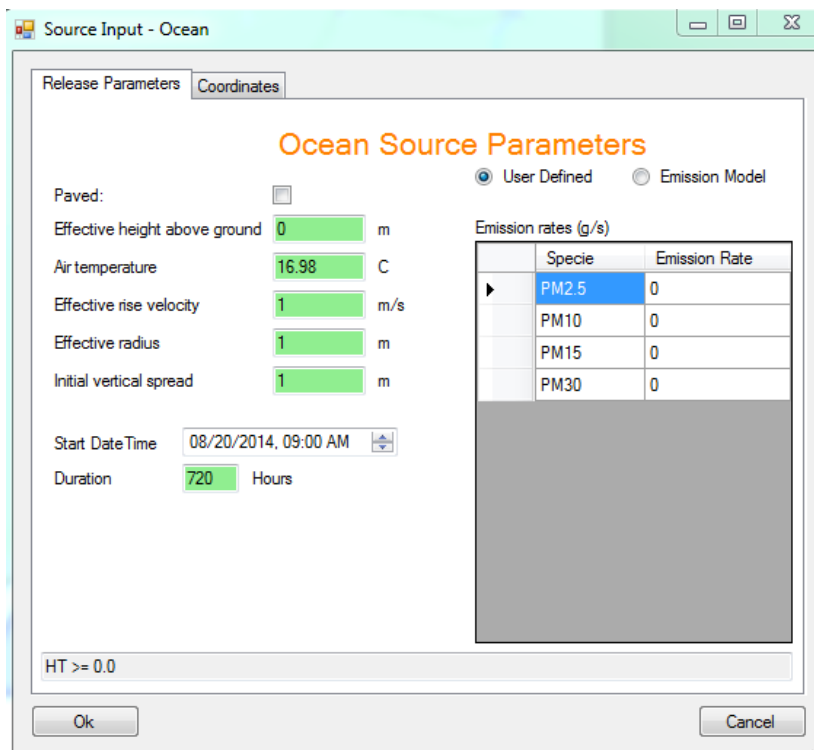 Source Input - Ocean
Release Parameters Coordinates
Ocean Source Parameters
User Defined Emission Model
Paved:
Effective height above ground 0 m
Air temperature 16.98 C
Effective rise velocity 1 m/s
Effective radius 1 m
Initial vertical spread 1 m
Start DateTime 08/20/2014, 09:00 AM
Duration 720 Hours
Emission rates (g/s)
Specie Emission Rate
PM2.5 0
PM10 0
PM15 0
PM30 0
HT >= 0.0
Ok Cancel